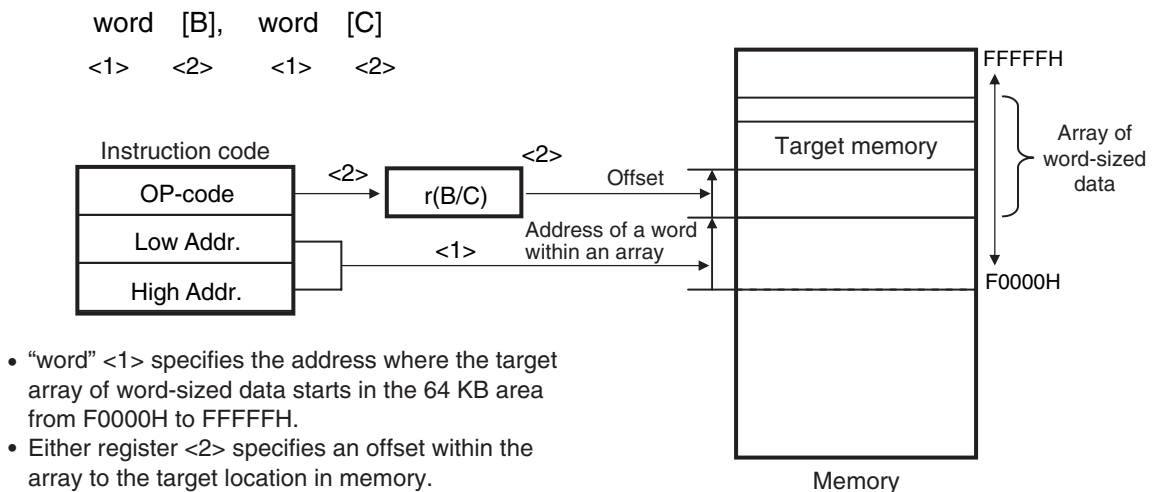 word [B], word [C]
<1> <2> <1> <2>
Instruction code
OP-code
Low Addr.
High Addr.
<2>
r(B/C)
<2>
Offset
<1>
Address of a word
within an array
Target memory
FFFFFH
Array of
word-sized
data
F0000H
Memory
• “word” <1> specifies the address where the target
array of word-sized data starts in the 64 KB area
from F0000H to FFFFFH.
• Either register <2> specifies an offset within the
array to the target location in memory.